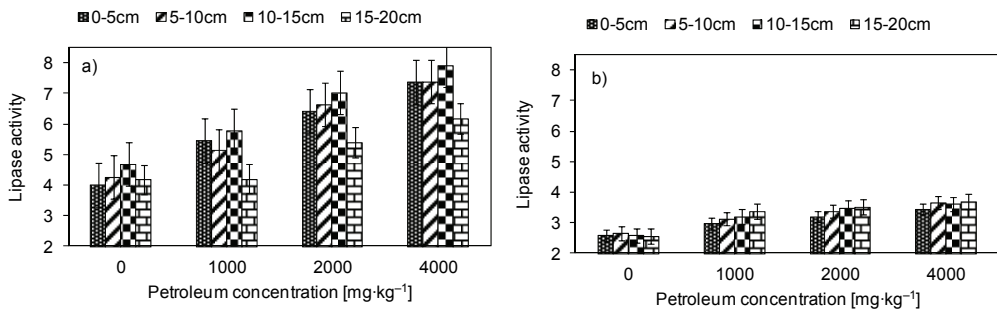 0-5cm 5-10cm 10-15cm 15-20cm
a)
Lipase activity
8
7
6
5
4
3
2
0 1000 2000 4000
Petroleum concentration [mg·kg⁻¹]
0-5cm 5-10cm 10-15cm 15-20cm
b)
Lipase activity
8
7
6
5
4
3
2
0 1000 2000 4000
Petroleum concentration [mg·kg⁻¹]